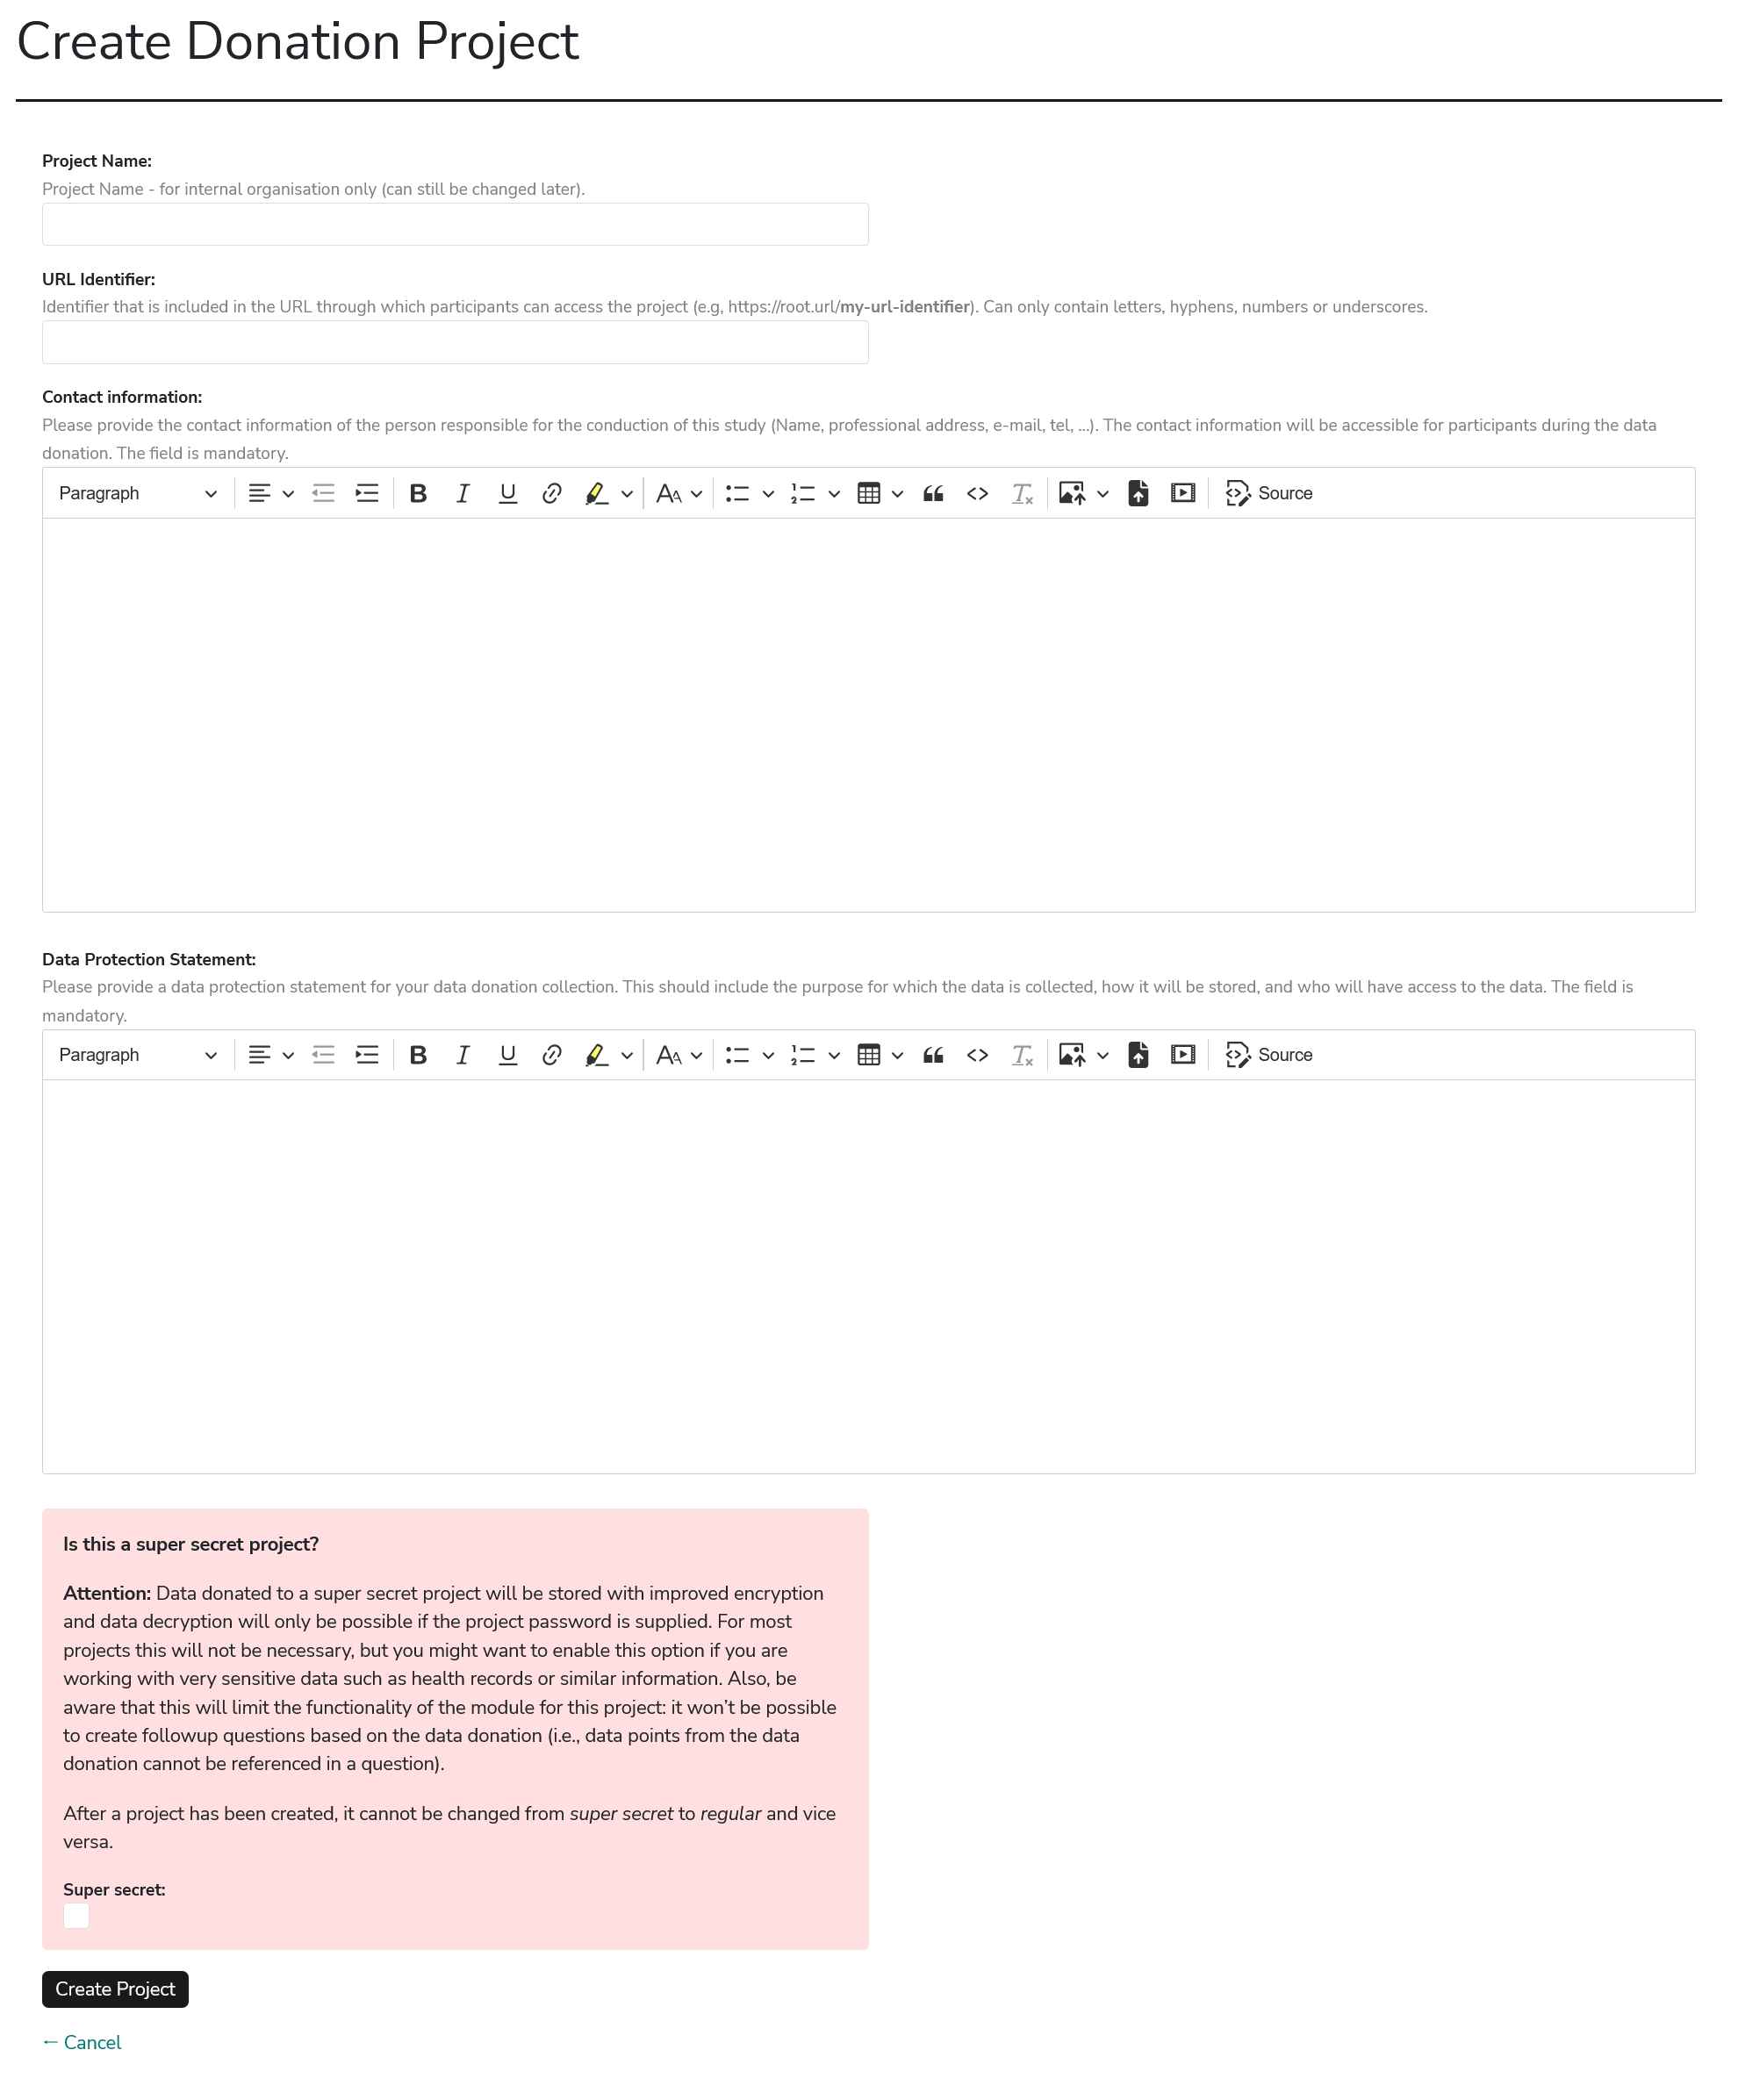 Create Donation Project
Project Name:
Project Name - for internal organisation only (can still be changed later).
URL Identifier:
Identifier that is included in the URL through which participants can access the project (e.g, https://root.url/my-url-identifier). Can only contain letters, hyphens, numbers or underscores.
Contact information:
Please provide the contact information of the person responsible for the conduction of this study (Name, professional address, e-mail, tel, ...). The contact information will be accessible for participants during the data
donation. The field is mandatory.
Paragraph Source
Data Protection Statement:
Please provide a data protection statement for your data donation collection. This should include the purpose for which the data is collected, how it will be stored, and who will have access to the data. The field is
mandatory.
Paragraph Source
Is this a super secret project?
Attention: Data donated to a super secret project will be stored with improved encryption
and data decryption will only be possible if the project password is supplied. For most
projects this will not be necessary, but you might want to enable this option if you are
working with very sensitive data such as health records or similar information. Also, be
aware that this will limit the functionality of the module for this project: it won’t be possible
to create followup questions based on the data donation (i.e., data points from the data
donation cannot be referenced in a question).
After a project has been created, it cannot be changed from super secret to regular and vice
versa.
Super secret:
Create Project
← Cancel